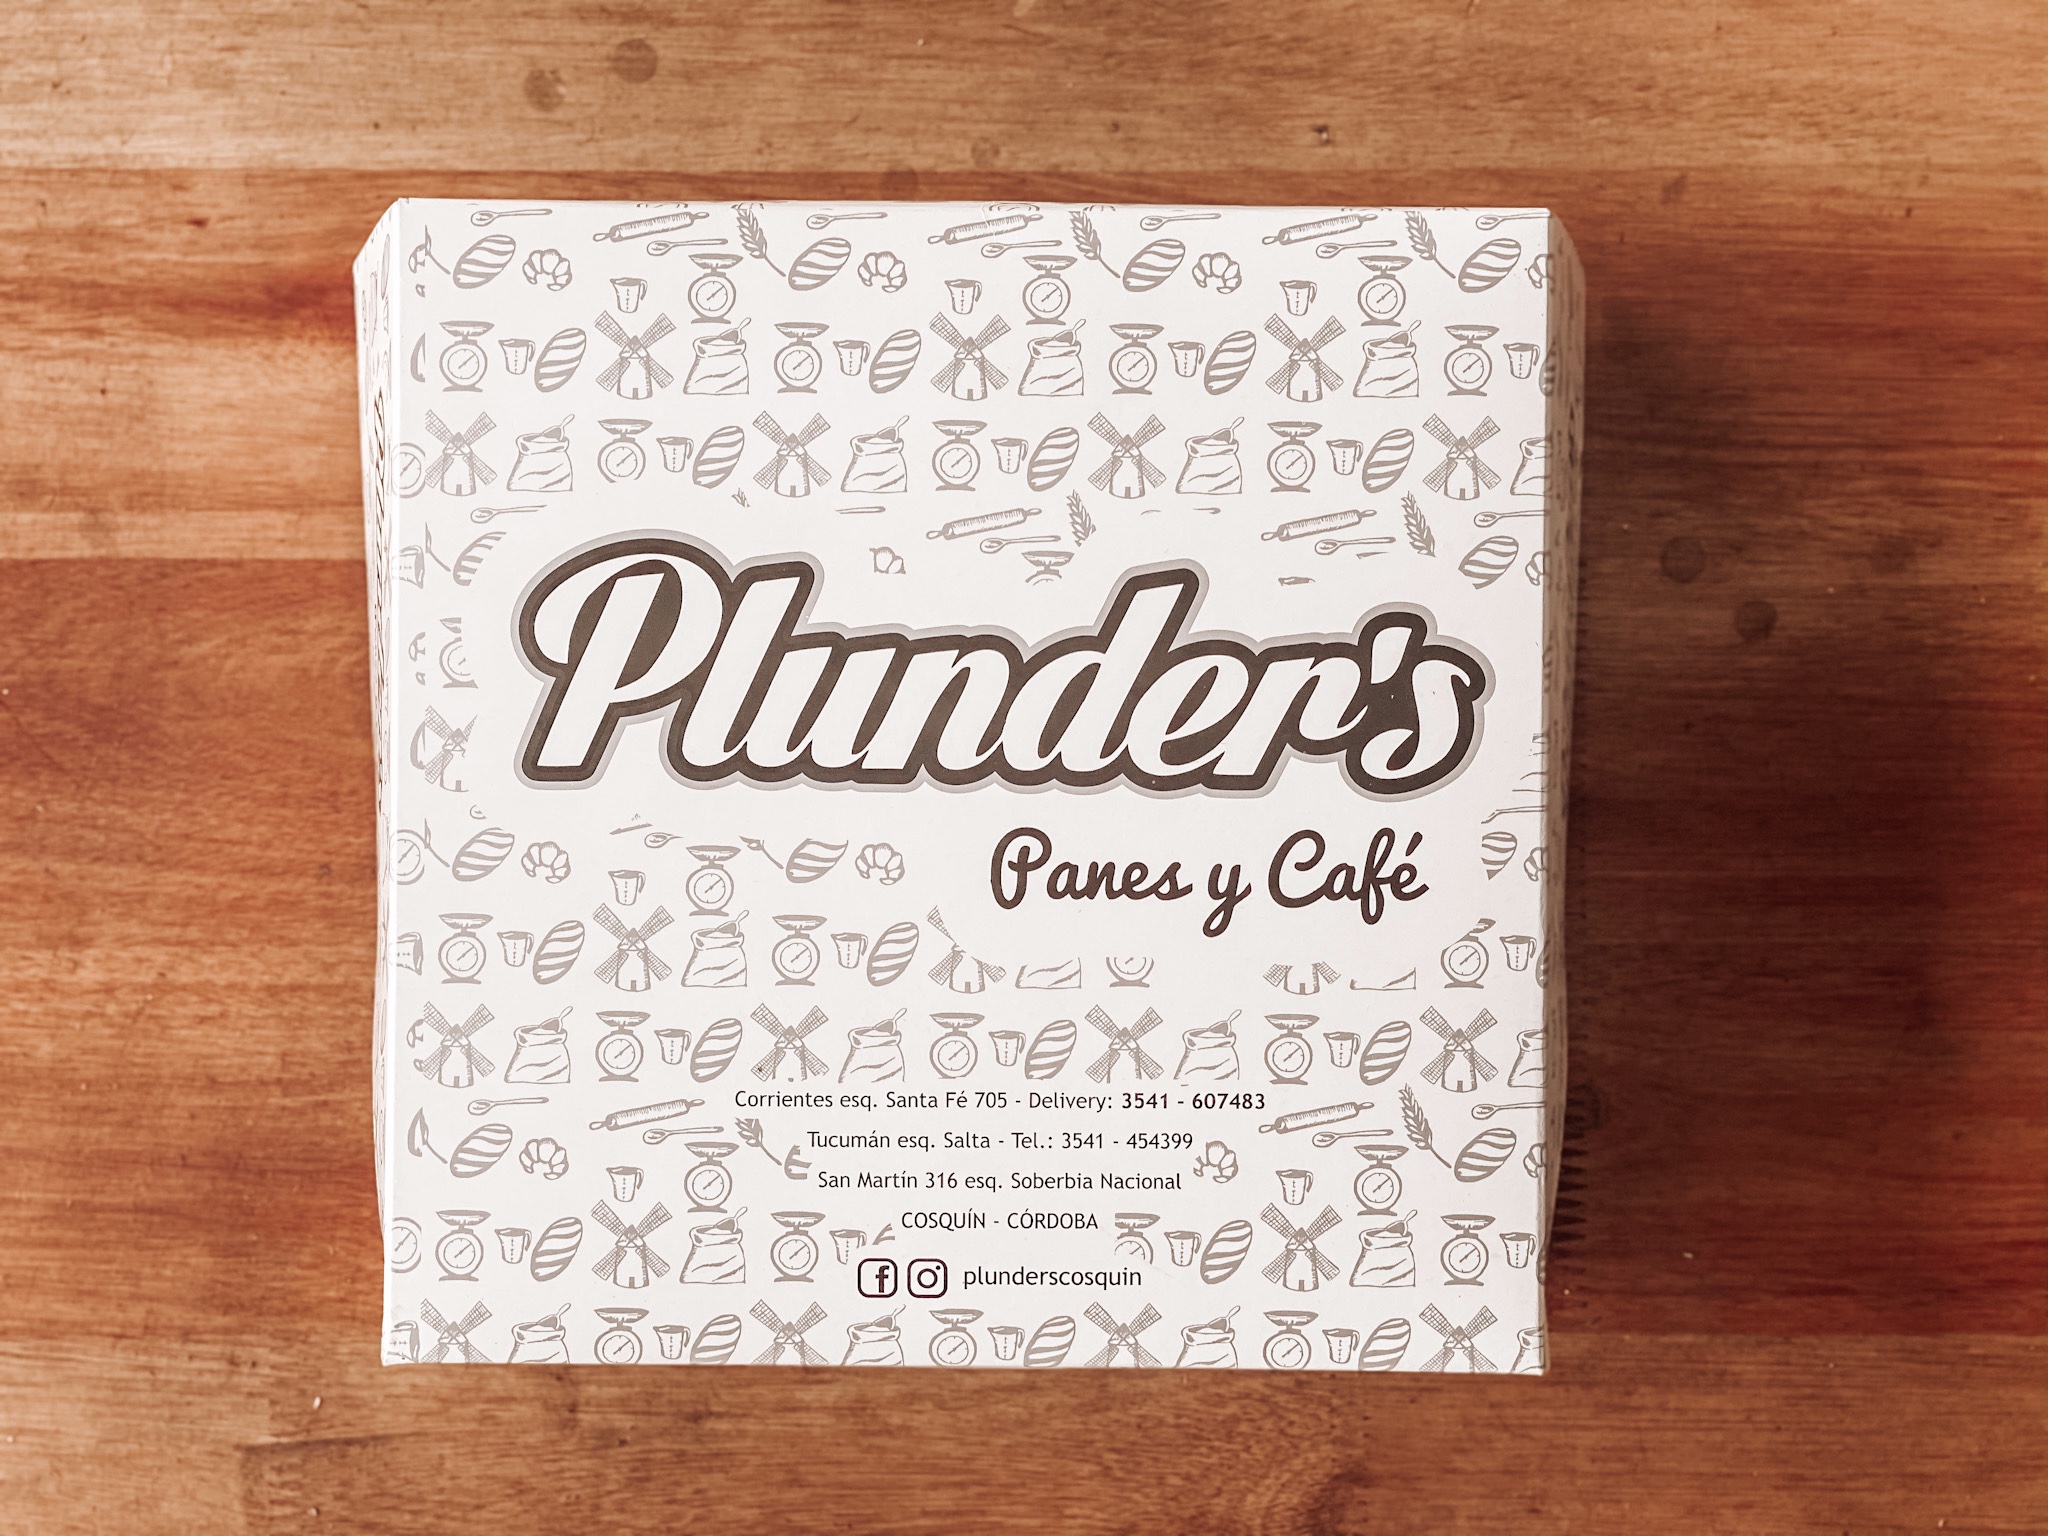 Plunder's
Panes y Café
Corrientes esq. Santa Fé 705 - Delivery: 3541 - 607483
Tucumán esq. Salta - Tel.: 3541 - 454399
San Martín 316 esq. Soberbia Nacional
COSQUÍN - CÓRDOBA
plunderscosquin